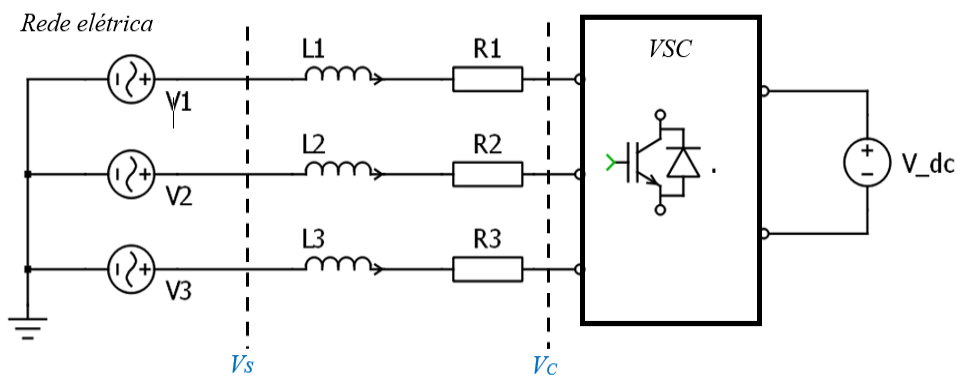 Rede elétrica
L1
R1
VSC
V1
L2
R2
V2
V_dc
L3
R3
V3
Vs
Vc